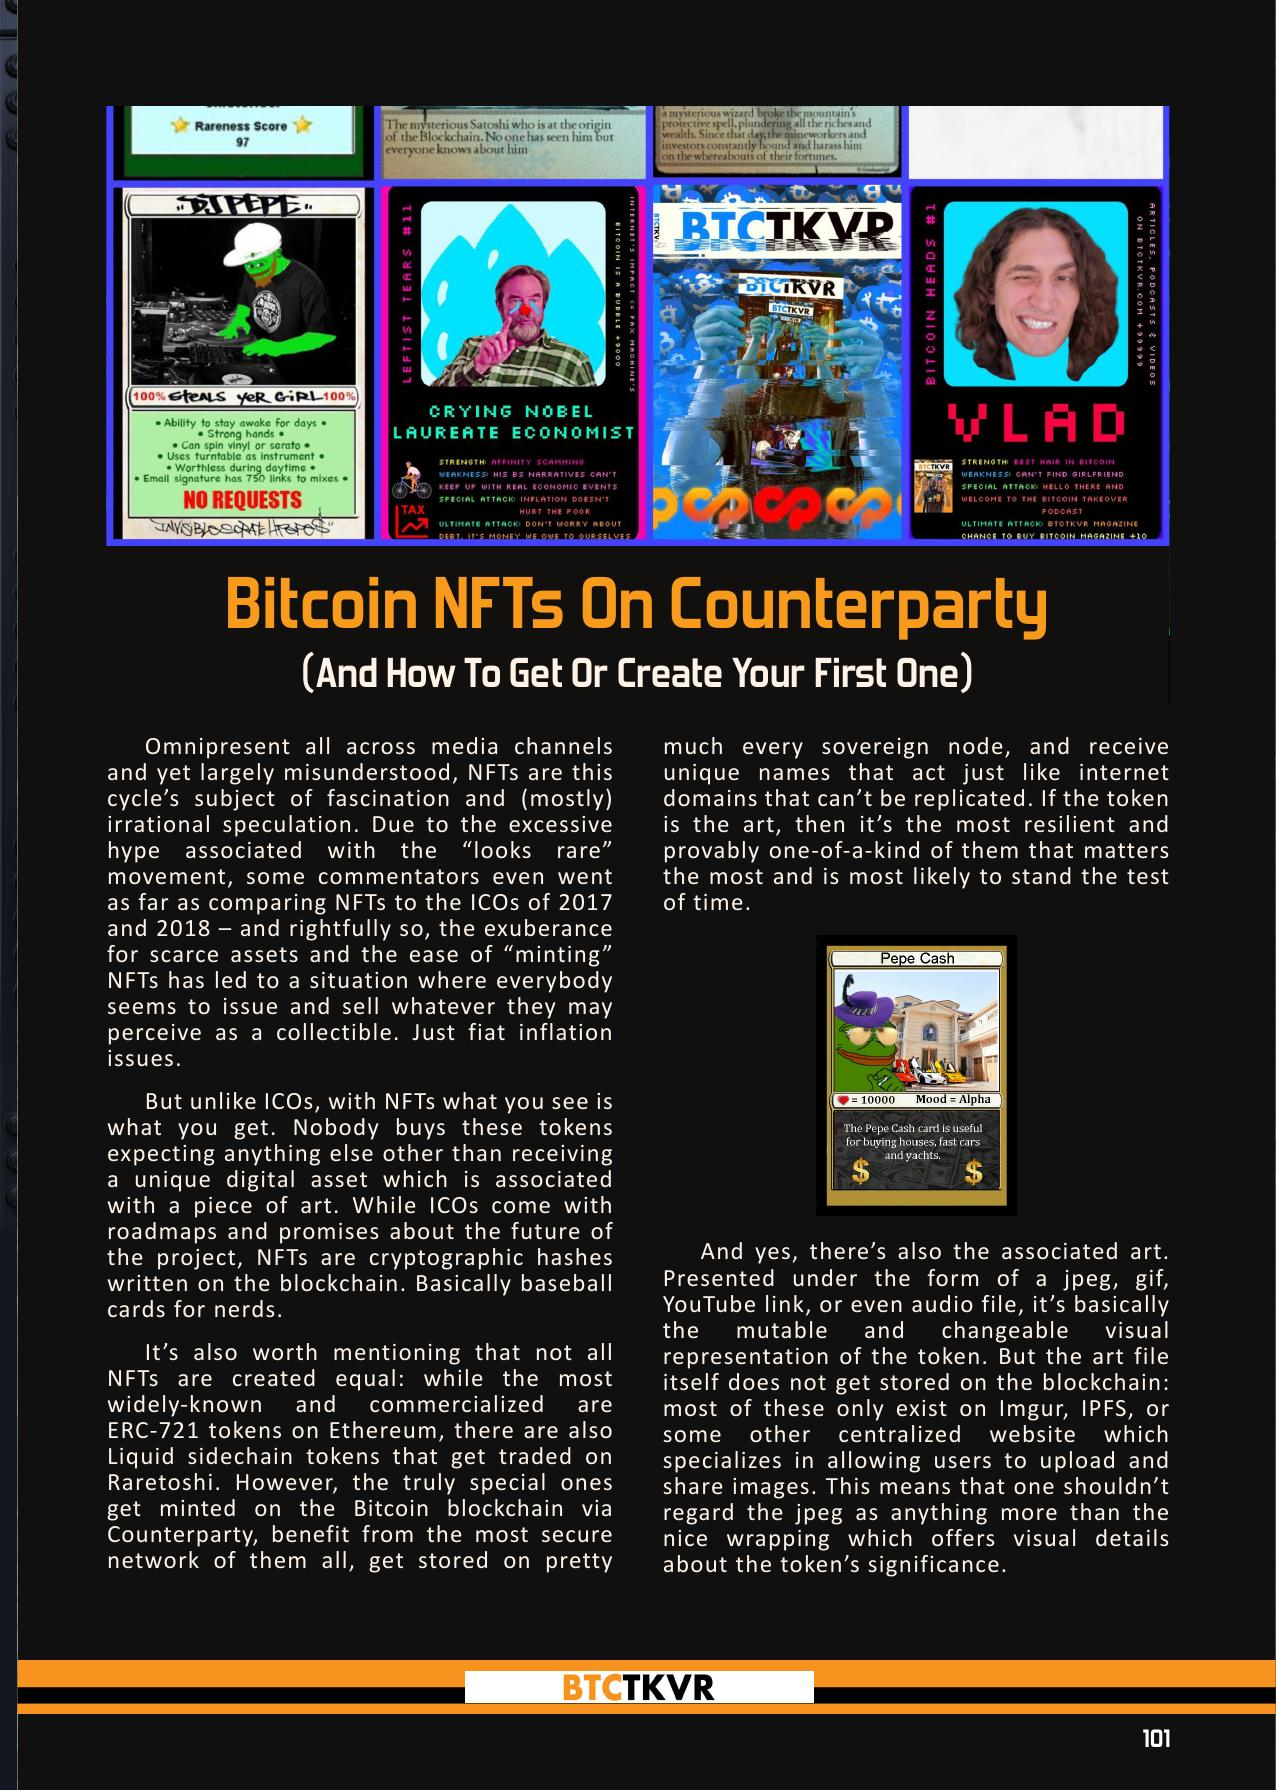 Rareness Score
97
The mysterious Satoshi who is at the origin
of the Blockchain. No one has seen him but
everyone knows about him
a mysterious wizard broke the mountain's
protective spell, plundering all the riches and
wealth. Since that day, the mineworkers and
investors constantly hound and harass him
on the whereabouts of their fortunes.
DJ PEPE
100% STEALS YER GIRL 100%
• Ability to stay awake for days •
• Strong hands •
• Can spin vinyl or serato •
• Uses turntable as instrument •
• Worthless during daytime •
• Email signature has 750 links to mixes •
NO REQUESTS
LEFTIST TEARS #11
INTERNET'S IMPACT <= FAX MACHINE'S
BITCOIN IS A BUBBLE +9000
CRYING NOBEL
LAUREATE ECONOMIST
STRENGTH: AFFINITY SCAMMING
WEAKNESS: HIS BS NARRATIVES CAN'T
KEEP UP WITH REAL ECONOMIC EVENTS
SPECIAL ATTACK: INFLATION DOESN'T
HURT THE POOR
TAX
ULTIMATE ATTACK: DON'T WORRY ABOUT
DEBT, IT'S MONEY WE OWE TO OURSELVES
BTCTKVR
BTCTKVR
BTCTKVR
BITCOIN HEADS #1
ARTICLES, PODCASTS & VIDEOS
ON BTCTKVR.COM +99999
VLAD
BTCTKVR
STRENGTH: BEST HAIR IN BITCOIN
WEAKNESS: CAN'T FIND GIRLFRIEND
SPECIAL ATTACK: HELLO THERE AND
WELCOME TO THE BITCOIN TAKEOVER
PODCAST
ULTIMATE ATTACK: BTCTKVR MAGAZINE
CHANCE TO BUY BITCOIN MAGAZINE +10
Bitcoin NFTs On Counterparty
(And How To Get Or Create Your First One)
Omnipresent all across media channels
and yet largely misunderstood, NFTs are this
cycle's subject of fascination and (mostly)
irrational speculation. Due to the excessive
hype associated with the “looks rare”
movement, some commentators even went
as far as comparing NFTs to the ICOs of 2017
and 2018 – and rightfully so, the exuberance
for scarce assets and the ease of “minting”
NFTs has led to a situation where everybody
seems to issue and sell whatever they may
perceive as a collectible. Just fiat inflation
issues.
But unlike ICOs, with NFTs what you see is
what you get. Nobody buys these tokens
expecting anything else other than receiving
a unique digital asset which is associated
with a piece of art. While ICOs come with
roadmaps and promises about the future of
the project, NFTs are cryptographic hashes
written on the blockchain. Basically baseball
cards for nerds.
It's also worth mentioning that not all
NFTs are created equal: while the most
widely-known and commercialized are
ERC-721 tokens on Ethereum, there are also
Liquid sidechain tokens that get traded on
Raretoshi. However, the truly special ones
get minted on the Bitcoin blockchain via
Counterparty, benefit from the most secure
network of them all, get stored on pretty
much every sovereign node, and receive
unique names that act just like internet
domains that can't be replicated. If the token
is the art, then it's the most resilient and
provably one-of-a-kind of them that matters
the most and is most likely to stand the test
of time.
Pepe Cash
= 10000 Mood = Alpha
The Pepe Cash card is useful
for buying houses, fast cars
and yachts.
$ $
And yes, there's also the associated art.
Presented under the form of a jpeg, gif,
YouTube link, or even audio file, it's basically
the mutable and changeable visual
representation of the token. But the art file
itself does not get stored on the blockchain:
most of these only exist on Imgur, IPFS, or
some other centralized website which
specializes in allowing users to upload and
share images. This means that one shouldn't
regard the jpeg as anything more than the
nice wrapping which offers visual details
about the token's significance.
BTCTKVR
101